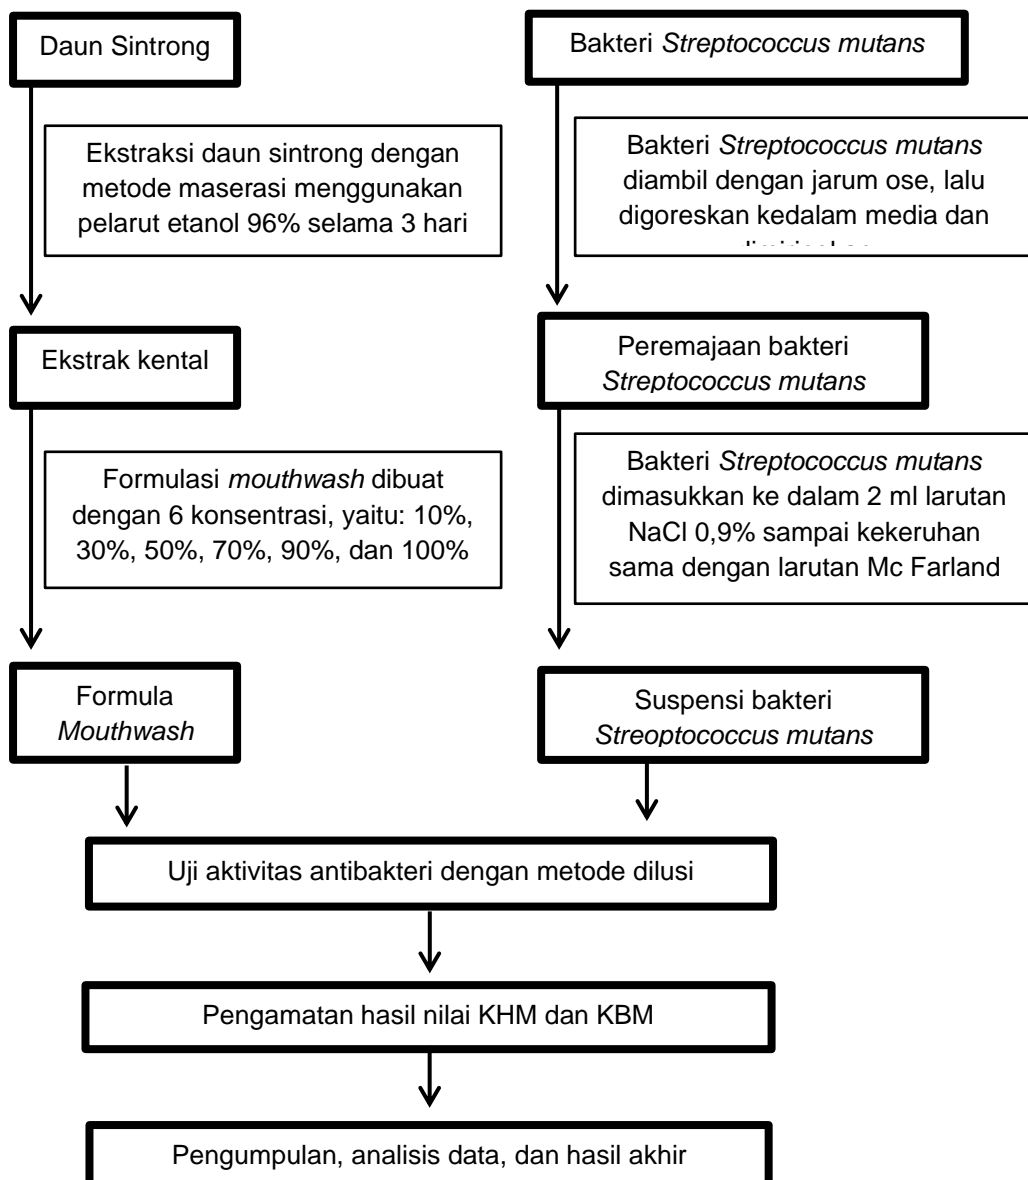 Daun Sintrong
Bakteri Streptococcus mutans
Ekstraksi daun sintrong dengan
metode maserasi menggunakan
pelarut etanol 96% selama 3 hari
Bakteri Streptococcus mutans
diambil dengan jarum ose, lalu
digoreskan kedalam media dan
Ekstrak kental
Peremajaan bakteri
Streptococcus mutans
Formulasi mouthwash dibuat
dengan 6 konsentrasi, yaitu: 10%,
30%, 50%, 70%, 90%, dan 100%
Bakteri Streptococcus mutans
dimasukkan ke dalam 2 ml larutan
NaCl 0,9% sampai kekeruhan
sama dengan larutan Mc Farland
Formula
Mouthwash
Suspensi bakteri
Streoptococcus mutans
Uji aktivitas antibakteri dengan metode dilusi
Pengamatan hasil nilai KHM dan KBM
Pengumpulan, analisis data, dan hasil akhir